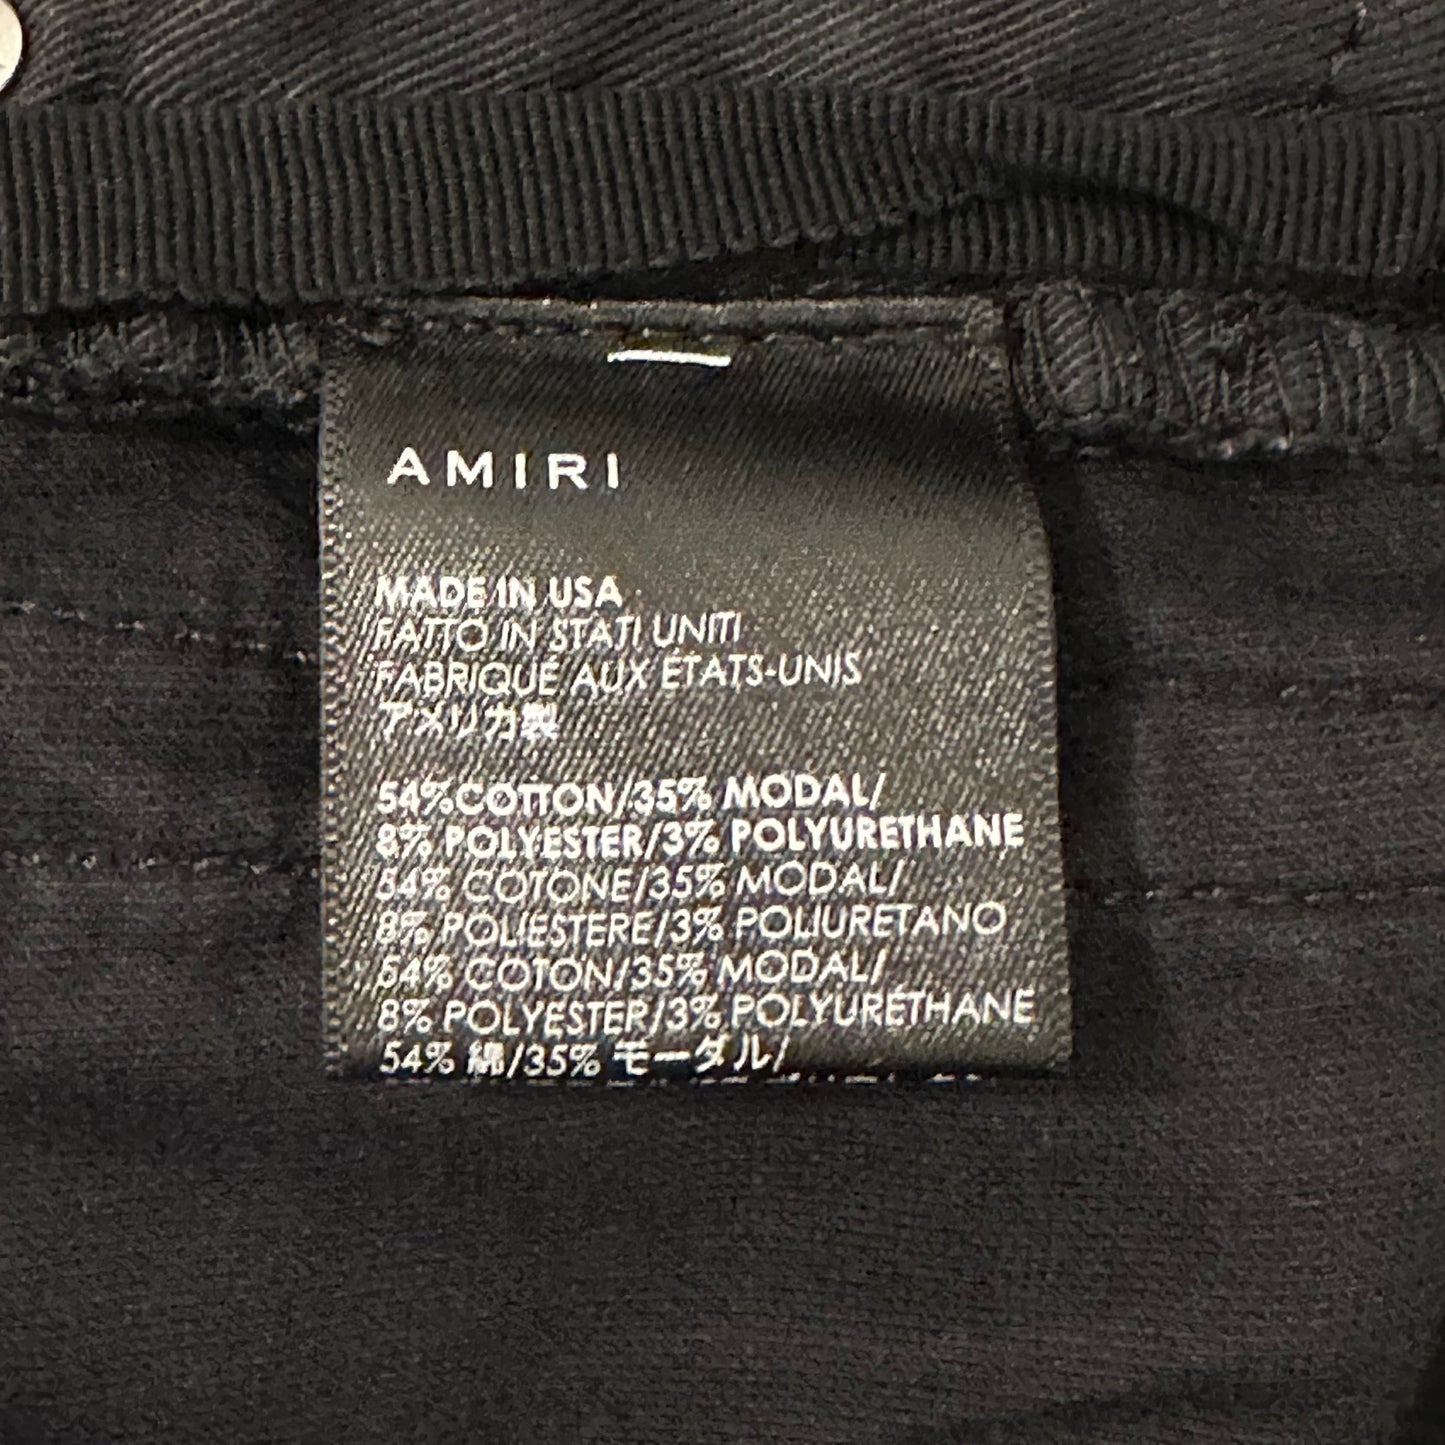 AMIRI
MADE IN USA
FATTO IN STATI UNITI
FABRIQUÉ AUX ÉTATS-UNIS
アメリカ製
54%COTTON/35% MODAL/
8% POLYESTER/3% POLYURETHANE
54% COTONE/35% MODAL/
8% POLIESTERE/3% POLIURETANO
54% COTON/35% MODAL/
8% POLYESTER/3% POLYURÉTHANE
54% 綿/35% モーダル/